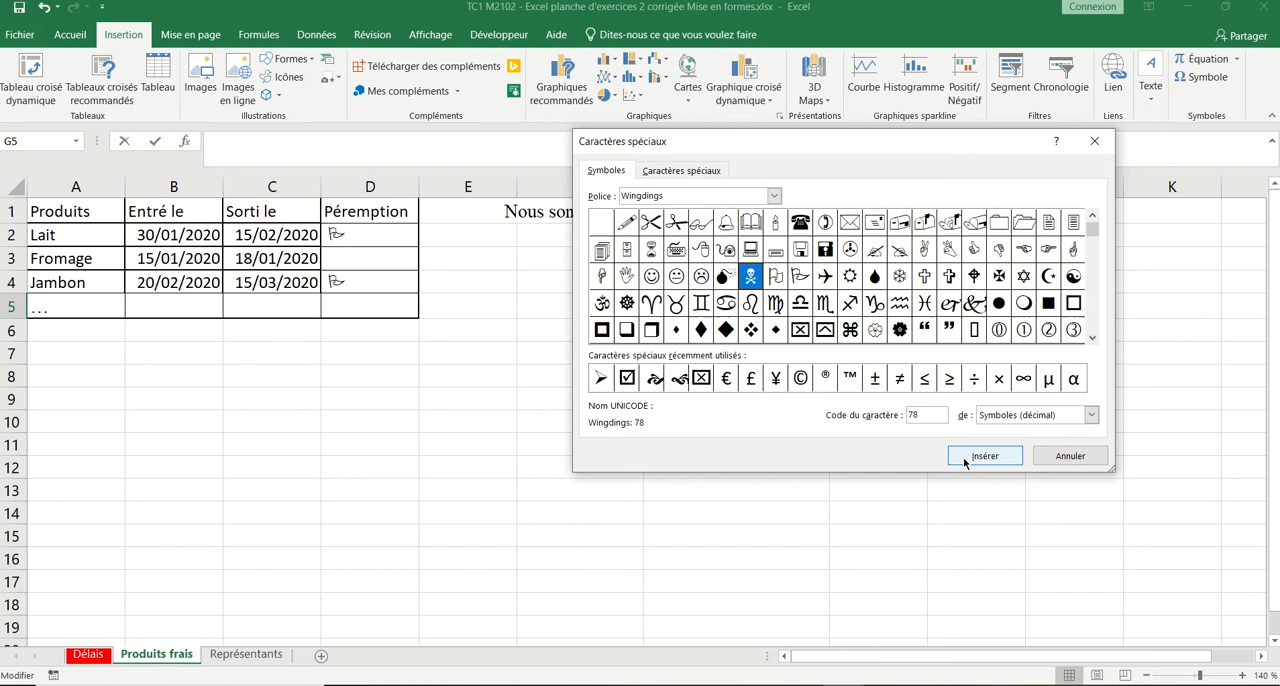 TC1 M2102 - Excel planche d'exercices 2 corrigée Mise en formes.xlsx - Excel
Connexion
Fichier Accueil Insertion Mise en page Formules Données Révision Affichage Développeur Aide Dites-nous ce que vous voulez faire Partager
Tableau croisé dynamique
Tableaux croisés recommandés
Tableau
Images
Images en ligne
Formes
Icônes
Télécharger des compléments
Mes compléments
Graphiques recommandés
Cartes
Graphique croisé dynamique
3D Maps
Courbe
Histogramme
Positif/ Négatif
Segment
Chronologie
Lien
Texte
Équation
Symbole
Tableaux Illustrations Compléments Graphiques Présentations Graphiques sparkline Filtres Liens Symboles
G5
fx
A B C D E K
1 Produits Entré le Sorti le Péremption Nous son
2 Lait 30/01/2020 15/02/2020
3 Fromage 15/01/2020 18/01/2020
4 Jambon 20/02/2020 15/03/2020
5 ...
6
7
8
9
10
11
12
13
14
15
16
17
18
19
Caractères spéciaux ?
Symboles Caractères spéciaux
Police : Wingdings
Caractères spéciaux récemment utilisés :
➢ ☑ ☒ € £ ¥ © ® ™ ± ≠ ≤ ≥ ÷ × ∞ µ α
Nom UNICODE :
Wingdings: 78
Code du caractère : 78 de : Symboles (décimal)
Insérer Annuler
Délais Produits frais Représentants
Modifier
140 %